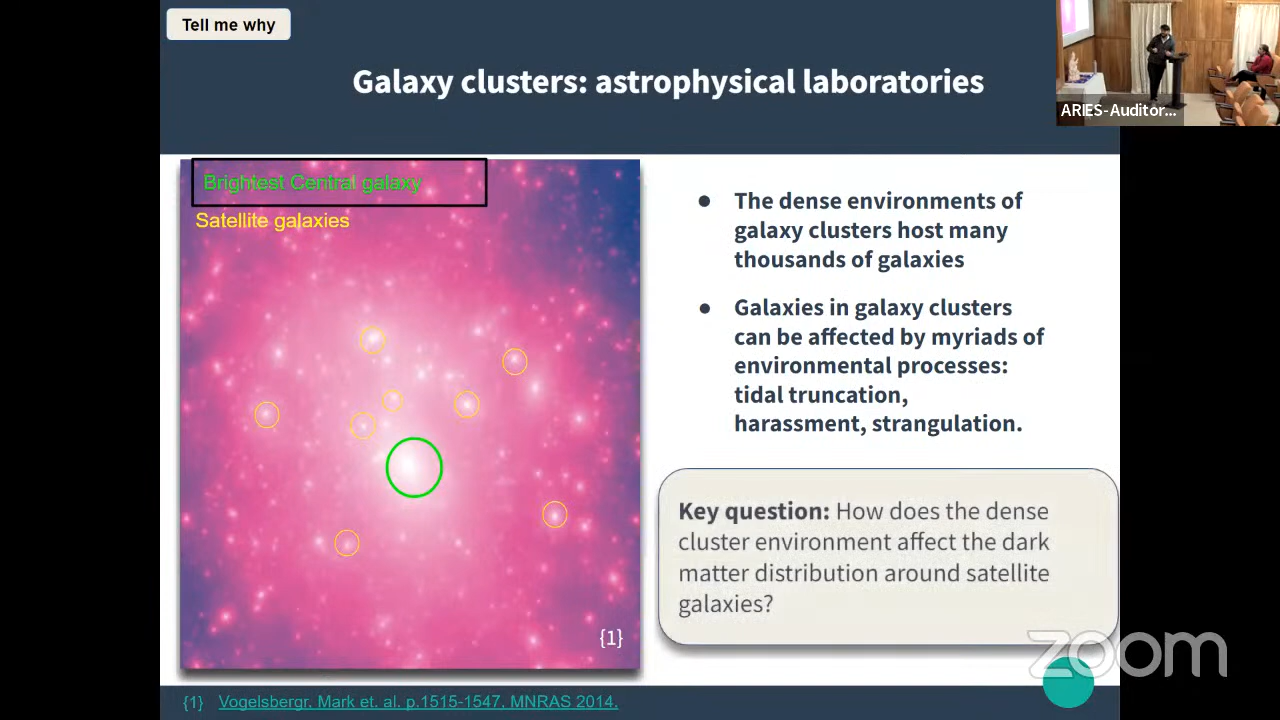 Tell me why
Galaxy clusters: astrophysical laboratories
ARIES-Auditor...
Brightest Central galaxy
Satellite galaxies
{1}
● The dense environments of
galaxy clusters host many
thousands of galaxies
● Galaxies in galaxy clusters
can be affected by myriads of
environmental processes:
tidal truncation,
harassment, strangulation.
Key question: How does the dense
cluster environment affect the dark
matter distribution around satellite
galaxies?
zoom
{1} Vogelsbergr, Mark et. al. p.1515-1547, MNRAS 2014.